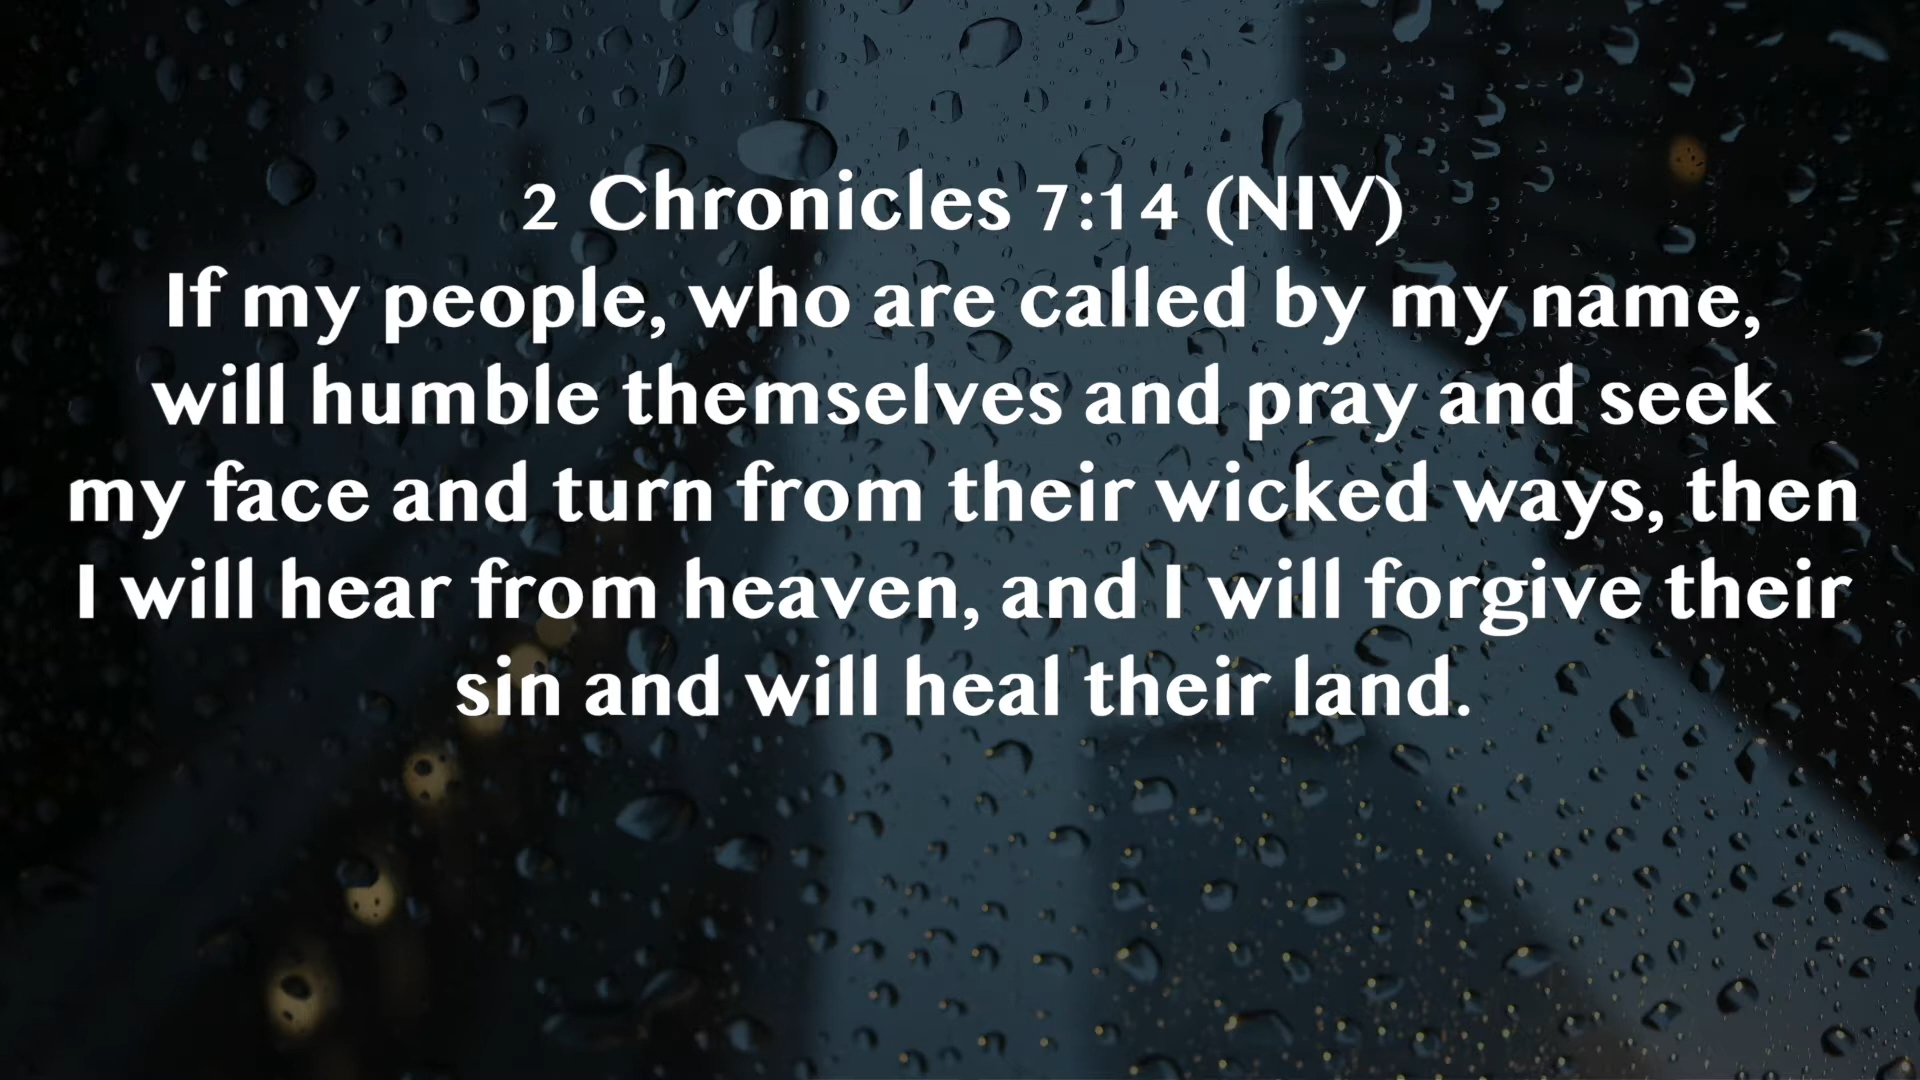 2 Chronicles 7:14 (NIV)
If my people, who are called by my name,
will humble themselves and pray and seek
my face and turn from their wicked ways, then
I will hear from heaven, and I will forgive their
sin and will heal their land.